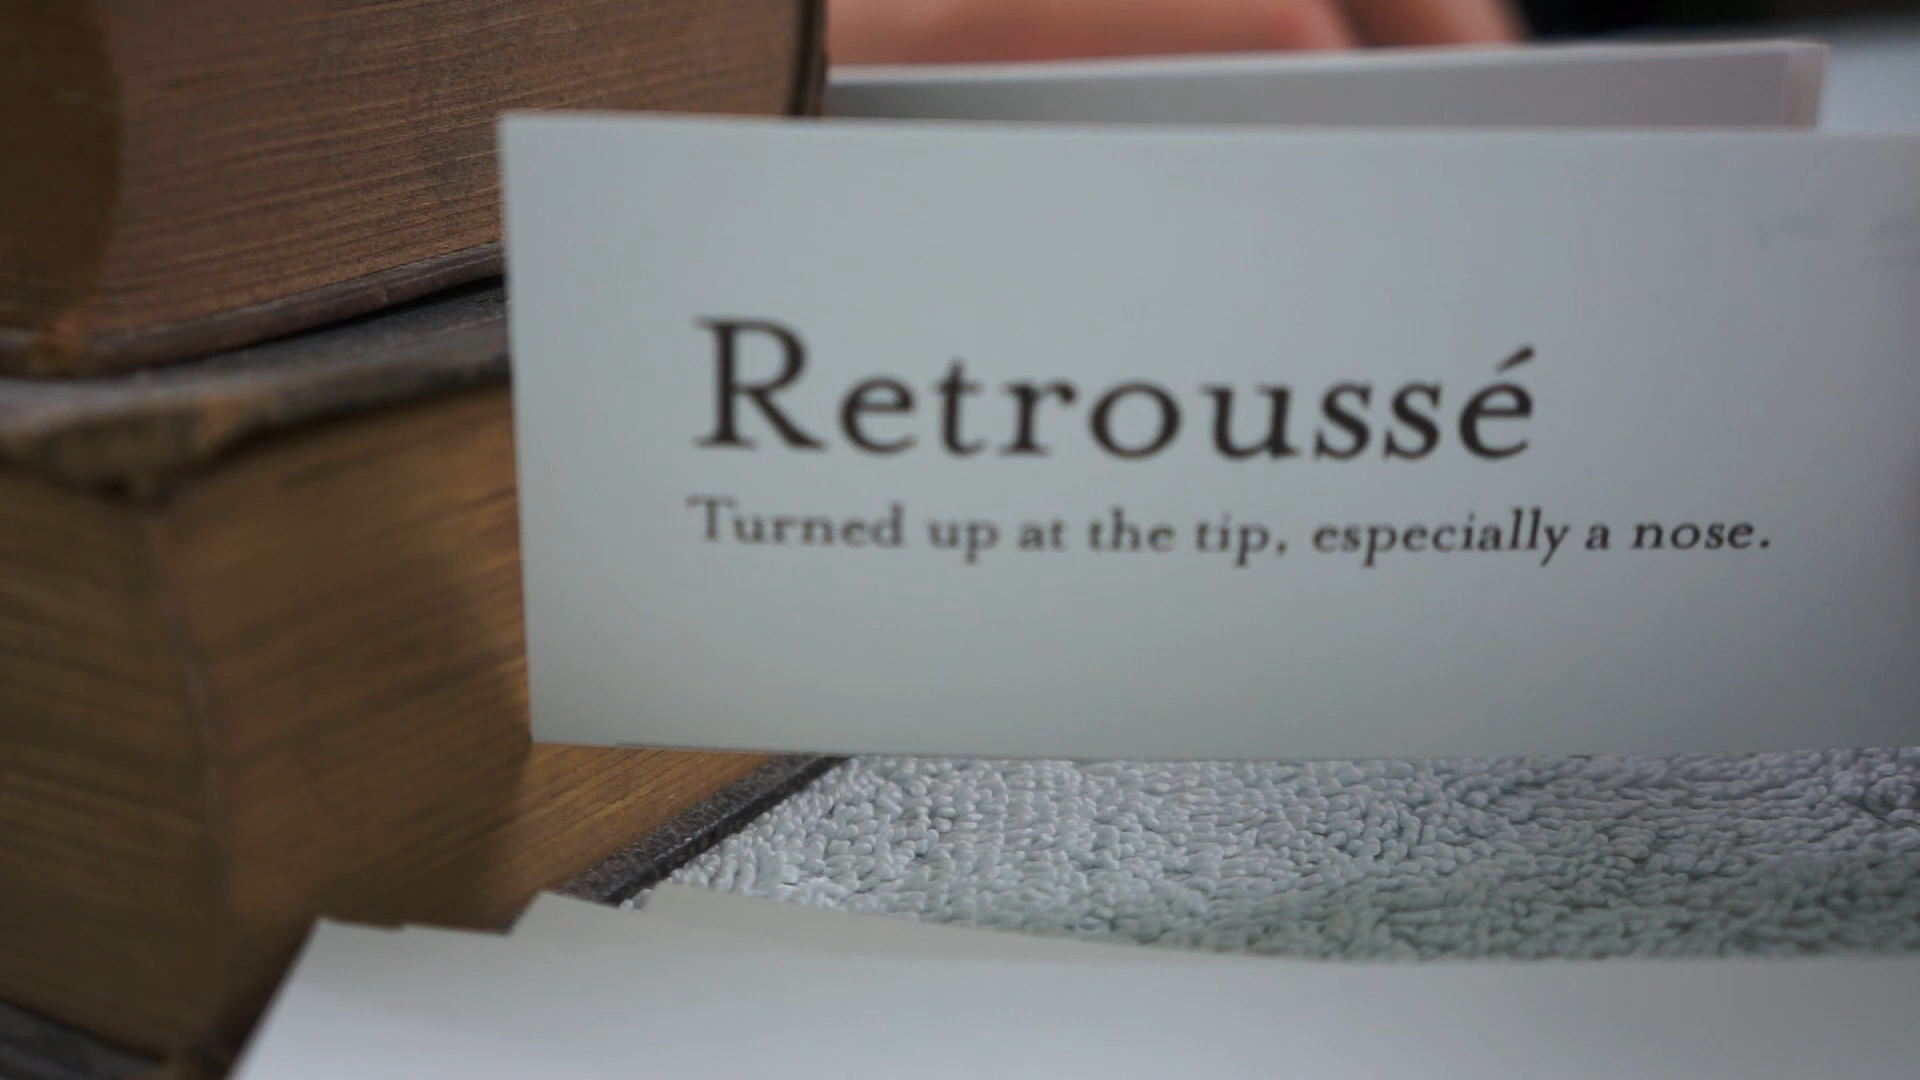 Retroussé
Turned up at the tip, especially a nose.